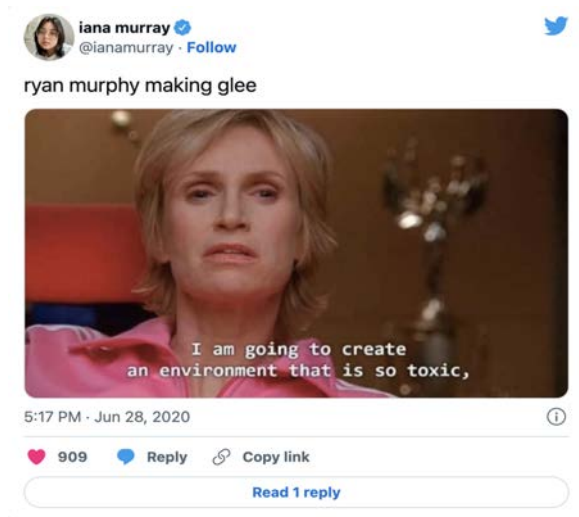 iana murray
@ianamurray · Follow
ryan murphy making glee
I am going to create
an environment that is so toxic,
5:17 PM · Jun 28, 2020
909 Reply Copy link
Read 1 reply